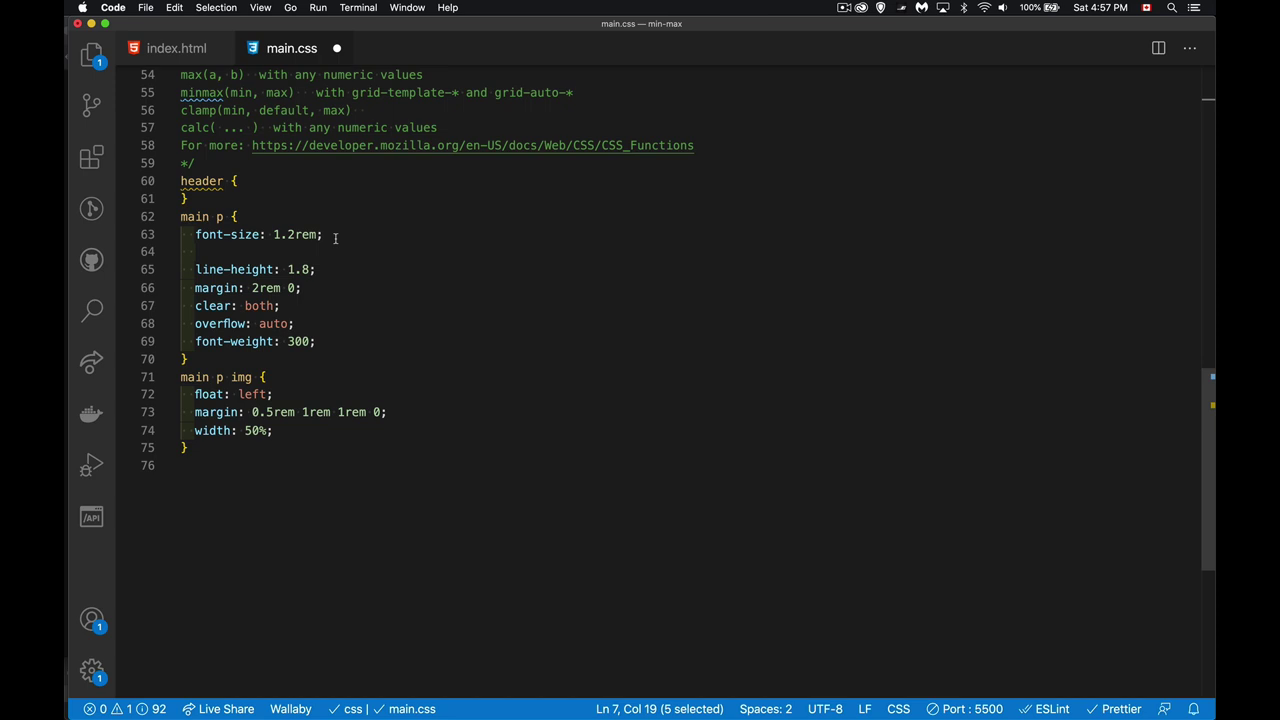 Code File Edit Selection View Go Run Terminal Window Help 100% Sat 4:57 PM
main.css — min-max
index.html main.css
54 max(a, b) with any numeric values
55 minmax(min, max) with grid-template-* and grid-auto-*
56 clamp(min, default, max)
57 calc( ... ) with any numeric values
58 For more: https://developer.mozilla.org/en-US/docs/Web/CSS/CSS_Functions
59 */
60 header {
61 }
62 main p {
63 font-size: 1.2rem;
64
65 line-height: 1.8;
66 margin: 2rem 0;
67 clear: both;
68 overflow: auto;
69 font-weight: 300;
70 }
71 main p img {
72 float: left;
73 margin: 0.5rem 1rem 1rem 0;
74 width: 50%;
75 }
76
1
/API
1
1
0 1 92 Live Share Wallaby css | main.css Ln 7, Col 19 (5 selected) Spaces: 2 UTF-8 LF CSS Port : 5500 ESLint Prettier